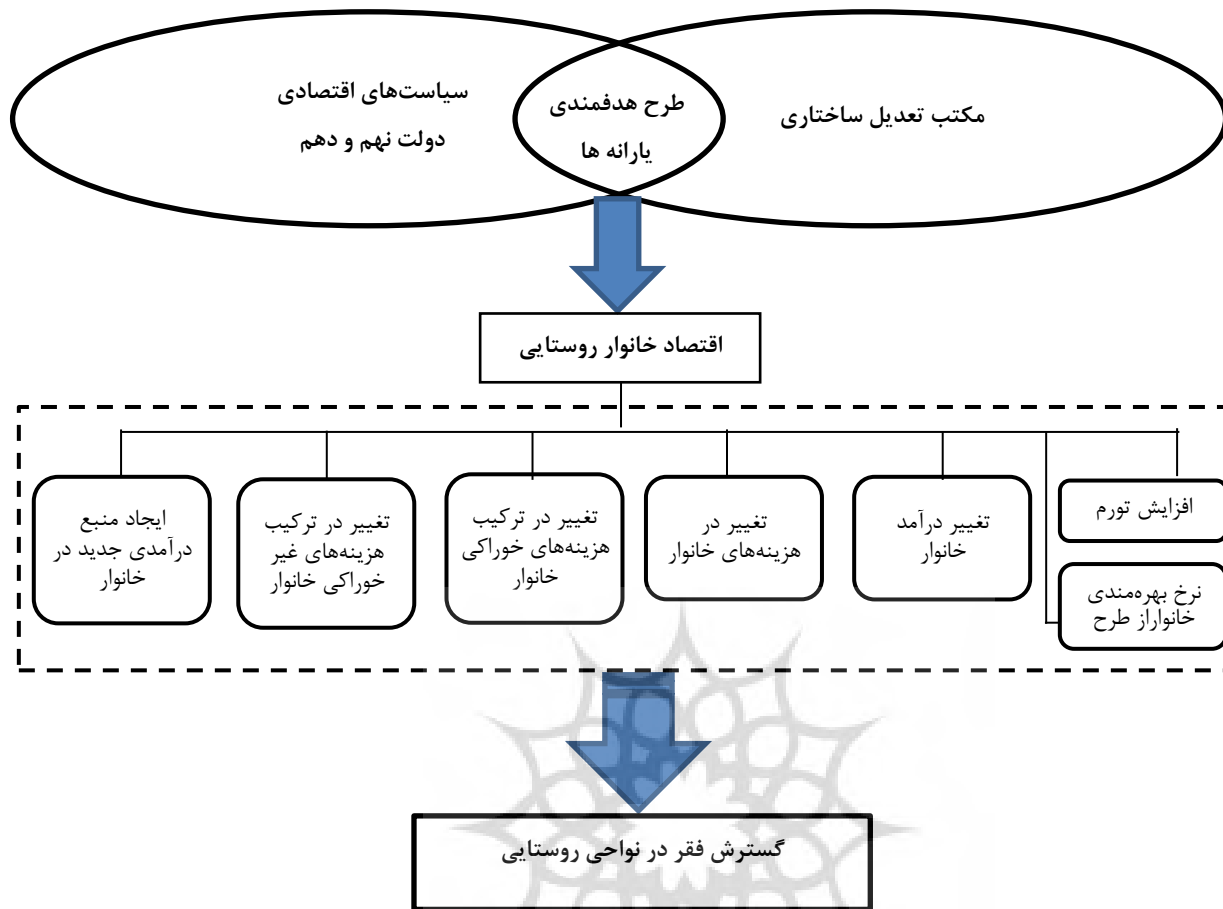 مکتب تعدیل ساختاری
طرح هدفمندی
یارانه ها
سیاست‌های اقتصادی
دولت نهم و دهم
اقتصاد خانوار روستایی
افزایش تورم
نرخ بهره‌مندی
خانواراز طرح
تغییر درآمد
خانوار
تغییر در
هزینه‌های خانوار
تغییر در ترکیب
هزینه‌های خوراکی
خانوار
تغییر در ترکیب
هزینه‌های غیر
خوراکی خانوار
ایجاد منبع
درآمدی جدید در
خانوار
گسترش فقر در نواحی روستایی